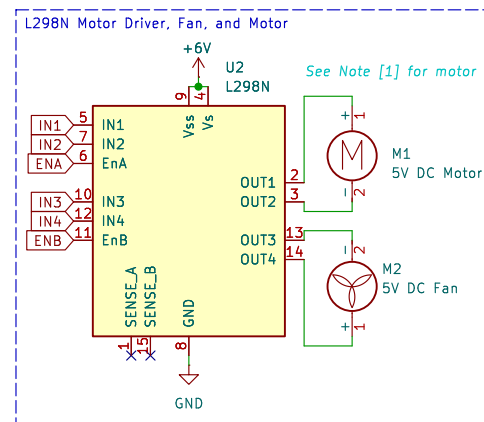 L298N Motor Driver, Fan, and Motor
+6V
U2
L298N
See Note [1] for motor
9
4
Vss
Vs
IN1
5
IN1
IN2
7
IN2
ENA
6
EnA
IN3
10
IN3
IN4
12
IN4
ENB
11
EnB
OUT1
2
OUT2
3
OUT3
13
OUT4
14
+
1
M
M1
5V DC Motor
-
2
-
2
M2
5V DC Fan
+
1
SENSE_A
SENSE_B
GND
1
15
8
GND